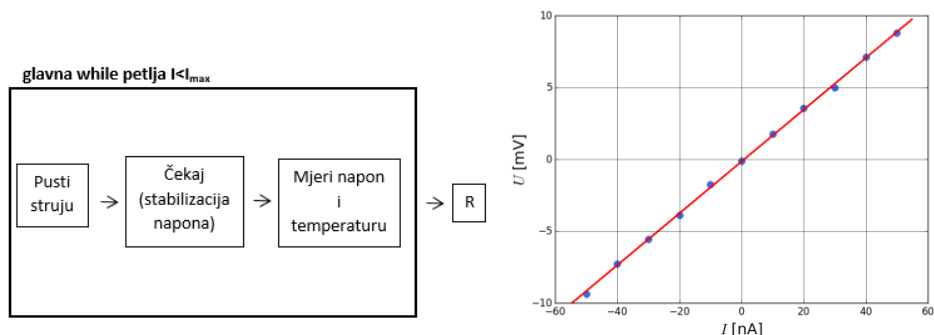 glavna while petlja I<Imax
Pusti
struju
Čekaj
(stabilizacija
napona)
Mjeri napon
i
temperaturu
R
10
5
0
−5
−10
U [mV]
−60
−40
−20
0
20
40
60
I [nA]